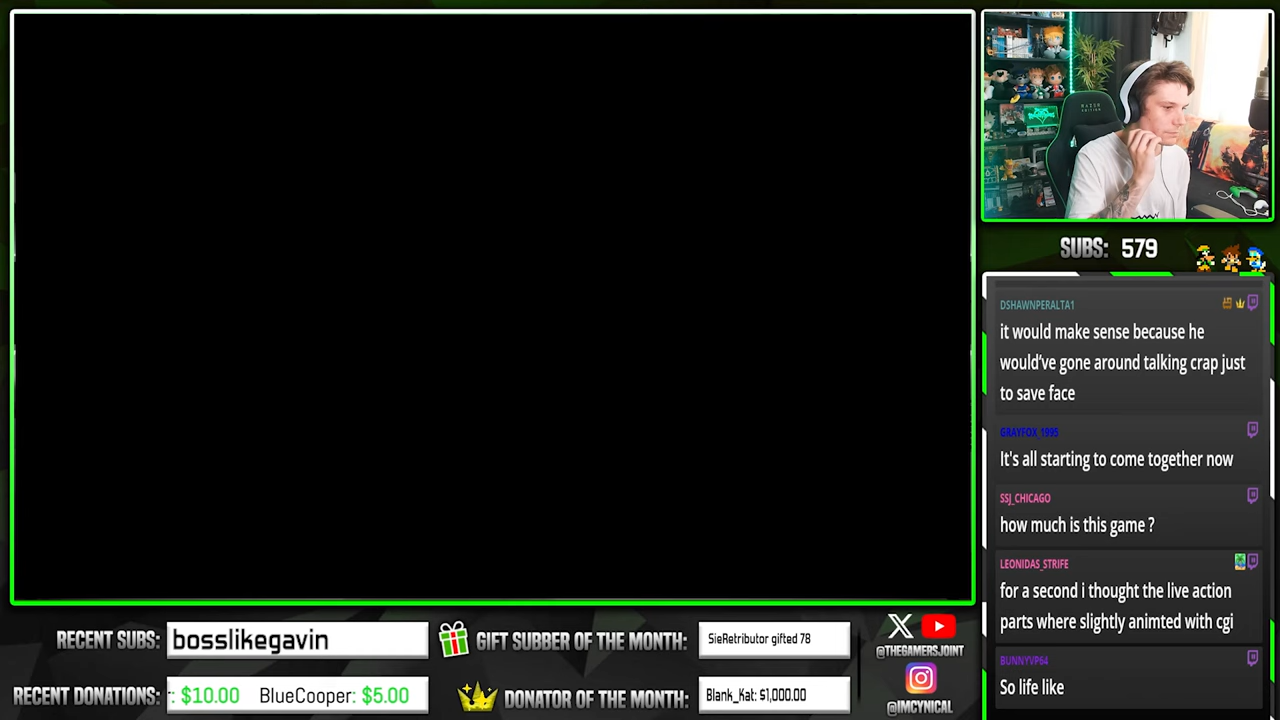 RAZER
SUBS: 579
DSHAWNPERALTA1
it would make sense because he
would've gone around talking crap just
to save face
GRAYFOX_1995
It's all starting to come together now
SSJ_CHICAGO
how much is this game ?
LEONIDAS_STRIFE
for a second i thought the live action
parts where slightly animted with cgi
BUNNYVP64
So life like
RECENT SUBS: bosslikegavin
GIFT SUBBER OF THE MONTH: SieRetributor gifted 78
@THEGAMERSJOINT
RECENT DONATIONS: : $10.00 BlueCooper: $5.00
DONATOR OF THE MONTH: Blank_Kat: $1,000.00
@IMCYNICAL